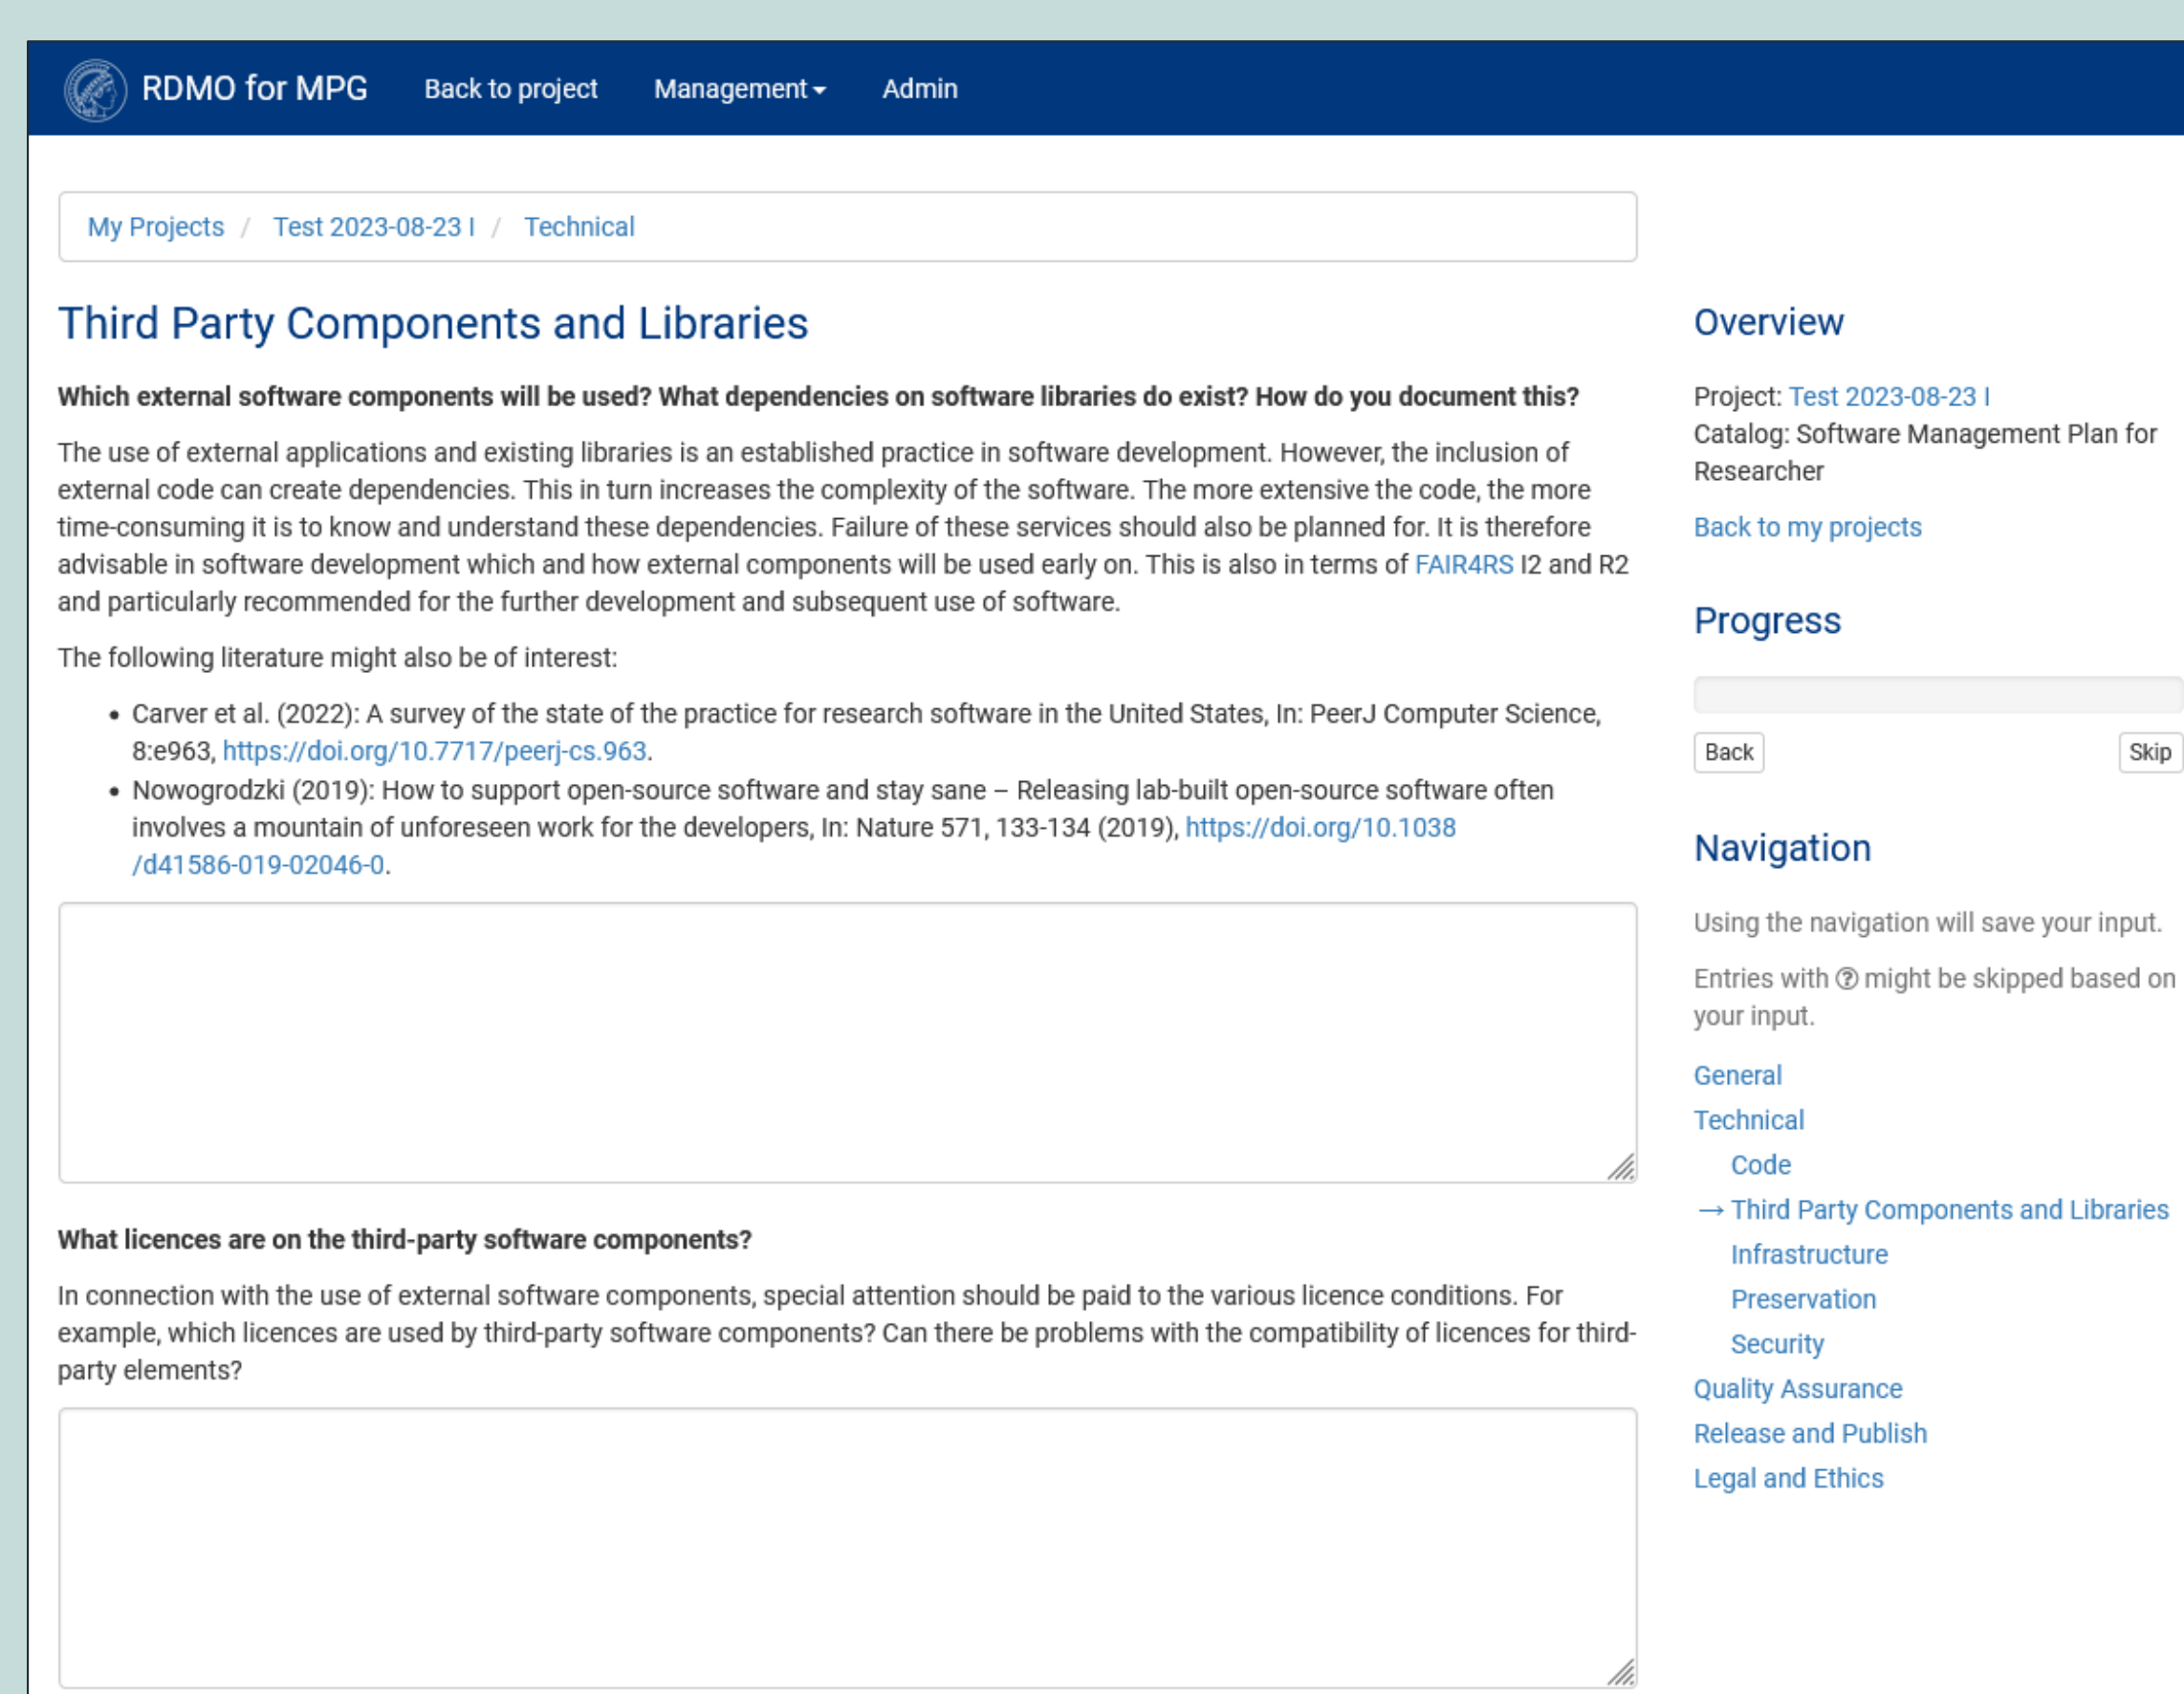 RDMO for MPG Back to project Management Admin
My Projects / Test 2023-08-23 I / Technical
Third Party Components and Libraries
Which external software components will be used? What dependencies on software libraries do exist? How do you document this?
The use of external applications and existing libraries is an established practice in software development. However, the inclusion of
external code can create dependencies. This in turn increases the complexity of the software. The more extensive the code, the more
time-consuming it is to know and understand these dependencies. Failure of these services should also be planned for. It is therefore
advisable in software development which and how external components will be used early on. This is also in terms of FAIR4RS I2 and R2
and particularly recommended for the further development and subsequent use of software.
The following literature might also be of interest:
• Carver et al. (2022): A survey of the state of the practice for research software in the United States, In: PeerJ Computer Science,
8:e963, https://doi.org/10.7717/peerj-cs.963.
• Nowogrodzki (2019): How to support open-source software and stay sane – Releasing lab-built open-source software often
involves a mountain of unforeseen work for the developers, In: Nature 571, 133-134 (2019), https://doi.org/10.1038
/d41586-019-02046-0.
What licences are on the third-party software components?
In connection with the use of external software components, special attention should be paid to the various licence conditions. For
example, which licences are used by third-party software components? Can there be problems with the compatibility of licences for third-
party elements?
Overview
Project: Test 2023-08-23 I
Catalog: Software Management Plan for
Researcher
Back to my projects
Progress
Back Skip
Navigation
Using the navigation will save your input.
Entries with ? might be skipped based on
your input.
General
Technical
Code
→ Third Party Components and Libraries
Infrastructure
Preservation
Security
Quality Assurance
Release and Publish
Legal and Ethics